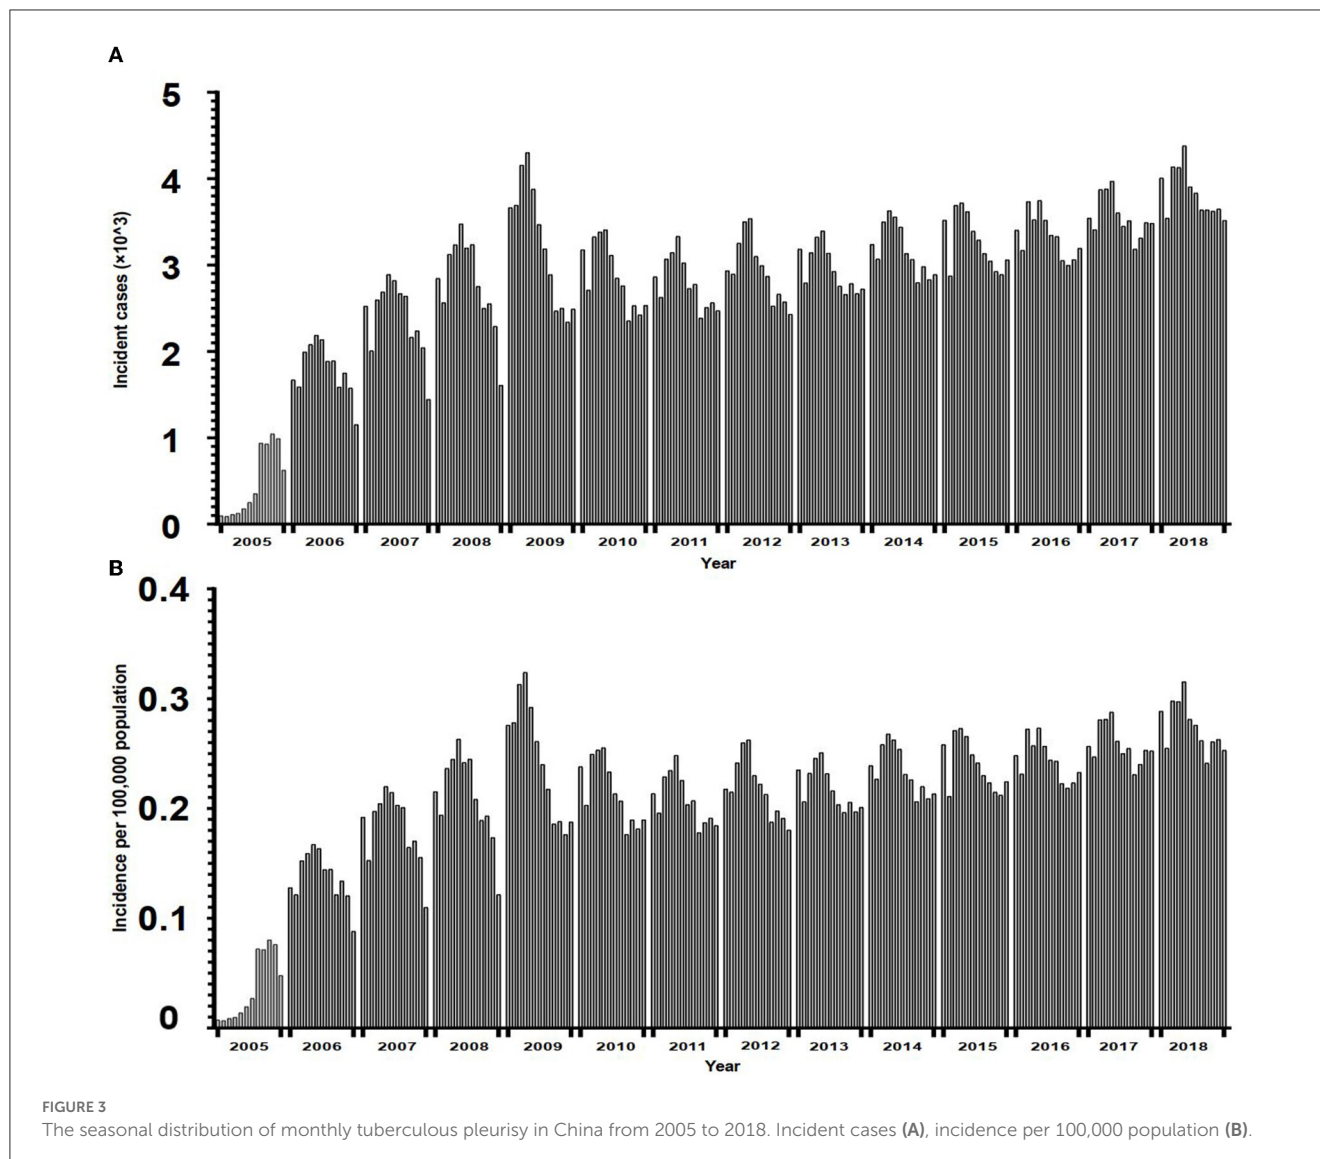 A
5
4
3
2
1
0
Incident cases (×10^3)
2005 2006 2007 2008 2009 2010 2011 2012 2013 2014 2015 2016 2017 2018
Year
B
0.4
0.3
0.2
0.1
0
Incidence per 100,000 population
2005 2006 2007 2008 2009 2010 2011 2012 2013 2014 2015 2016 2017 2018
Year
FIGURE 3
The seasonal distribution of monthly tuberculous pleurisy in China from 2005 to 2018. Incident cases (A), incidence per 100,000 population (B).